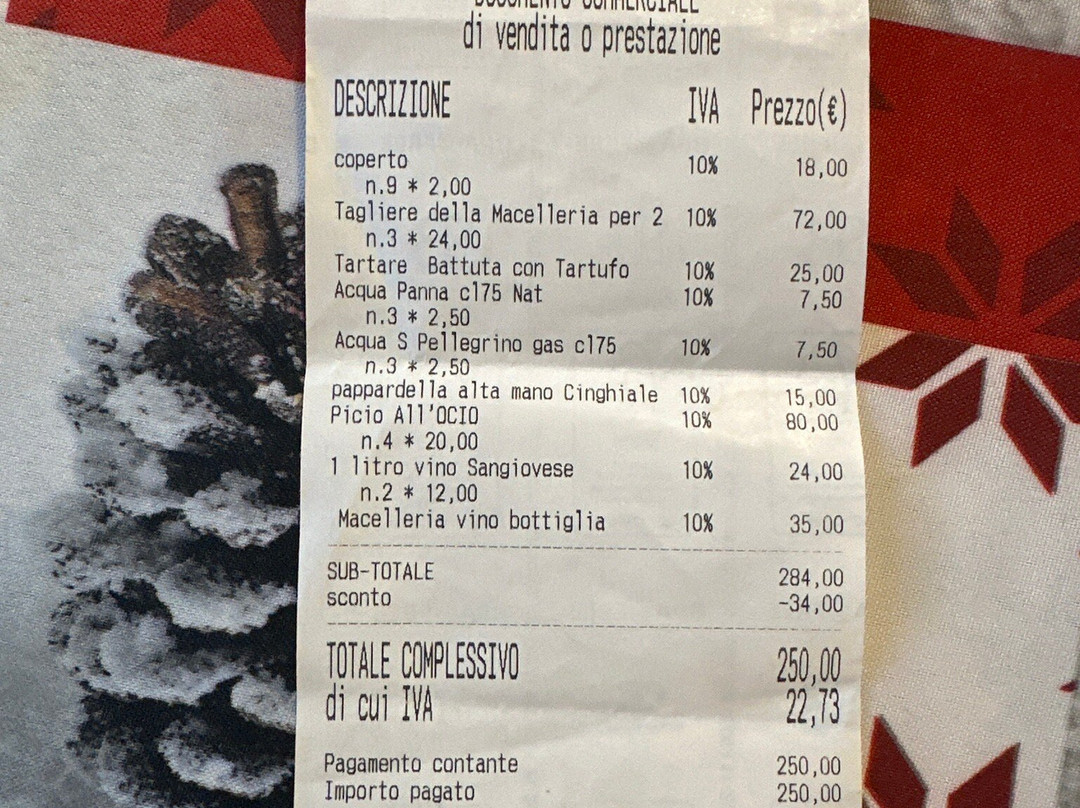 DOCUMENTO COMMERCIALE
di vendita o prestazione
DESCRIZIONE IVA Prezzo(€)
coperto 10% 18,00
n.9 * 2,00
Tagliere della Macelleria per 2 10% 72,00
n.3 * 24,00
Tartare Battuta con Tartufo 10% 25,00
Acqua Panna cl75 Nat 10% 7,50
n.3 * 2,50
Acqua S Pellegrino gas cl75 10% 7,50
n.3 * 2,50
pappardella alta mano Cinghiale 10% 15,00
Picio All'OCIO 10% 80,00
n.4 * 20,00
1 litro vino Sangiovese 10% 24,00
n.2 * 12,00
Macelleria vino bottiglia 10% 35,00
SUB-TOTALE 284,00
sconto -34,00
TOTALE COMPLESSIVO 250,00
di cui IVA 22,73
Pagamento contante 250,00
Importo pagato 250,00